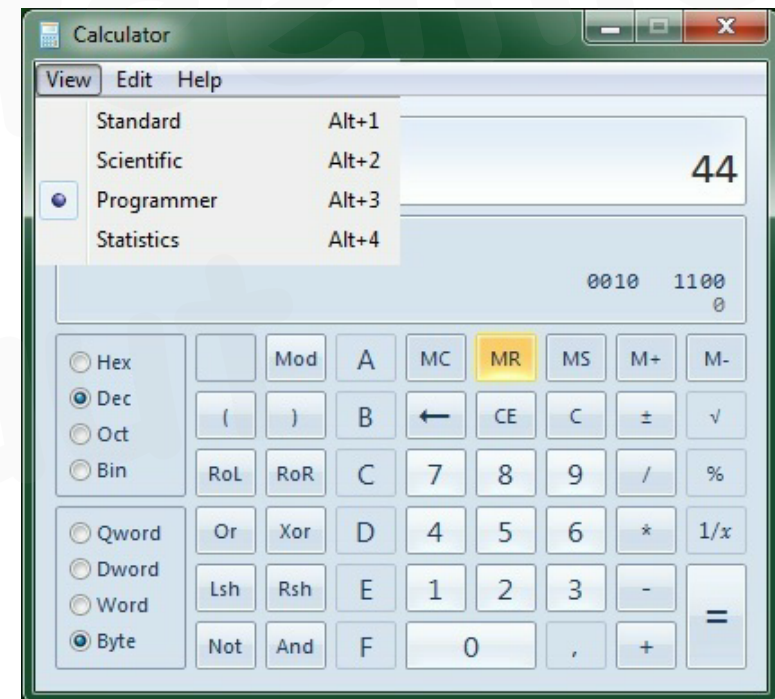 Calculator
View Edit Help
Standard Alt+1
Scientific Alt+2
Programmer Alt+3
Statistics Alt+4
44
0010 1100
0
Hex
Dec
Oct
Bin
Qword
Dword
Word
Byte
Mod A MC MR MS M+ M-
( ) B ← CE C ± √
RoL RoR C 7 8 9 / %
Or Xor D 4 5 6 * 1/x
Lsh Rsh E 1 2 3 - =
Not And F 0 , +